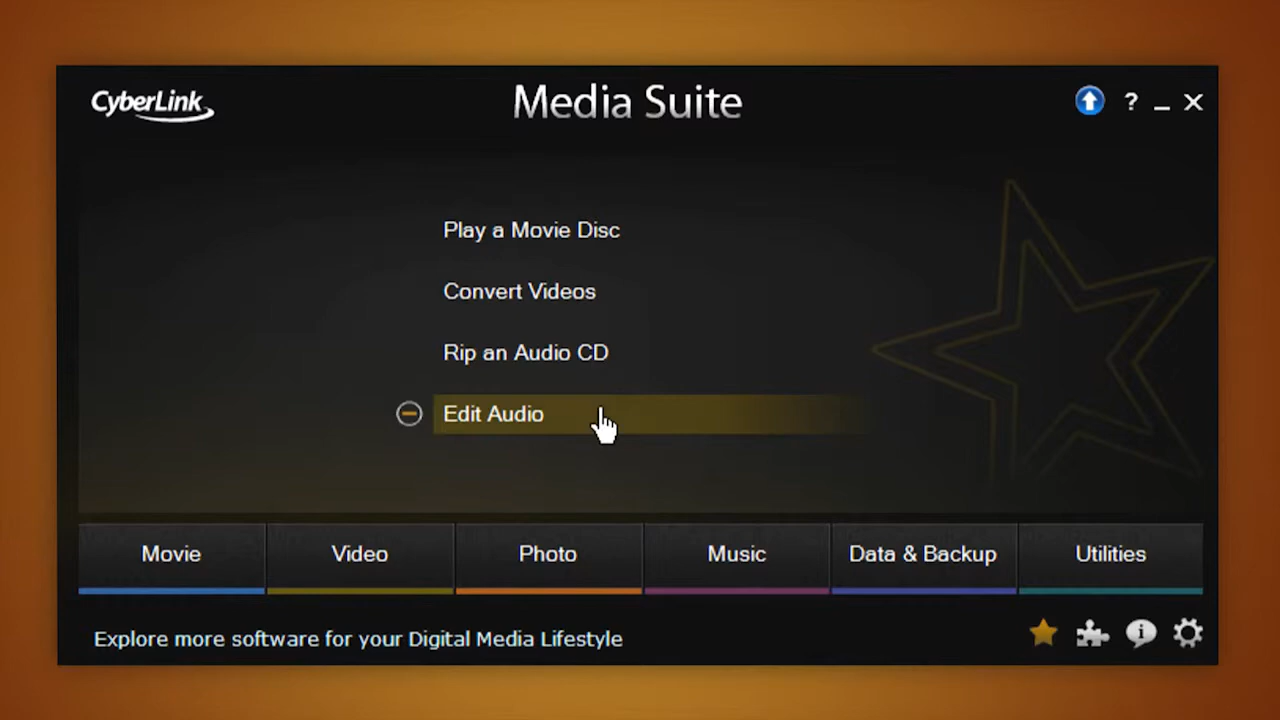 CyberLink
Media Suite
?
Play a Movie Disc
Convert Videos
Rip an Audio CD
Edit Audio
Movie
Video
Photo
Music
Data & Backup
Utilities
Explore more software for your Digital Media Lifestyle